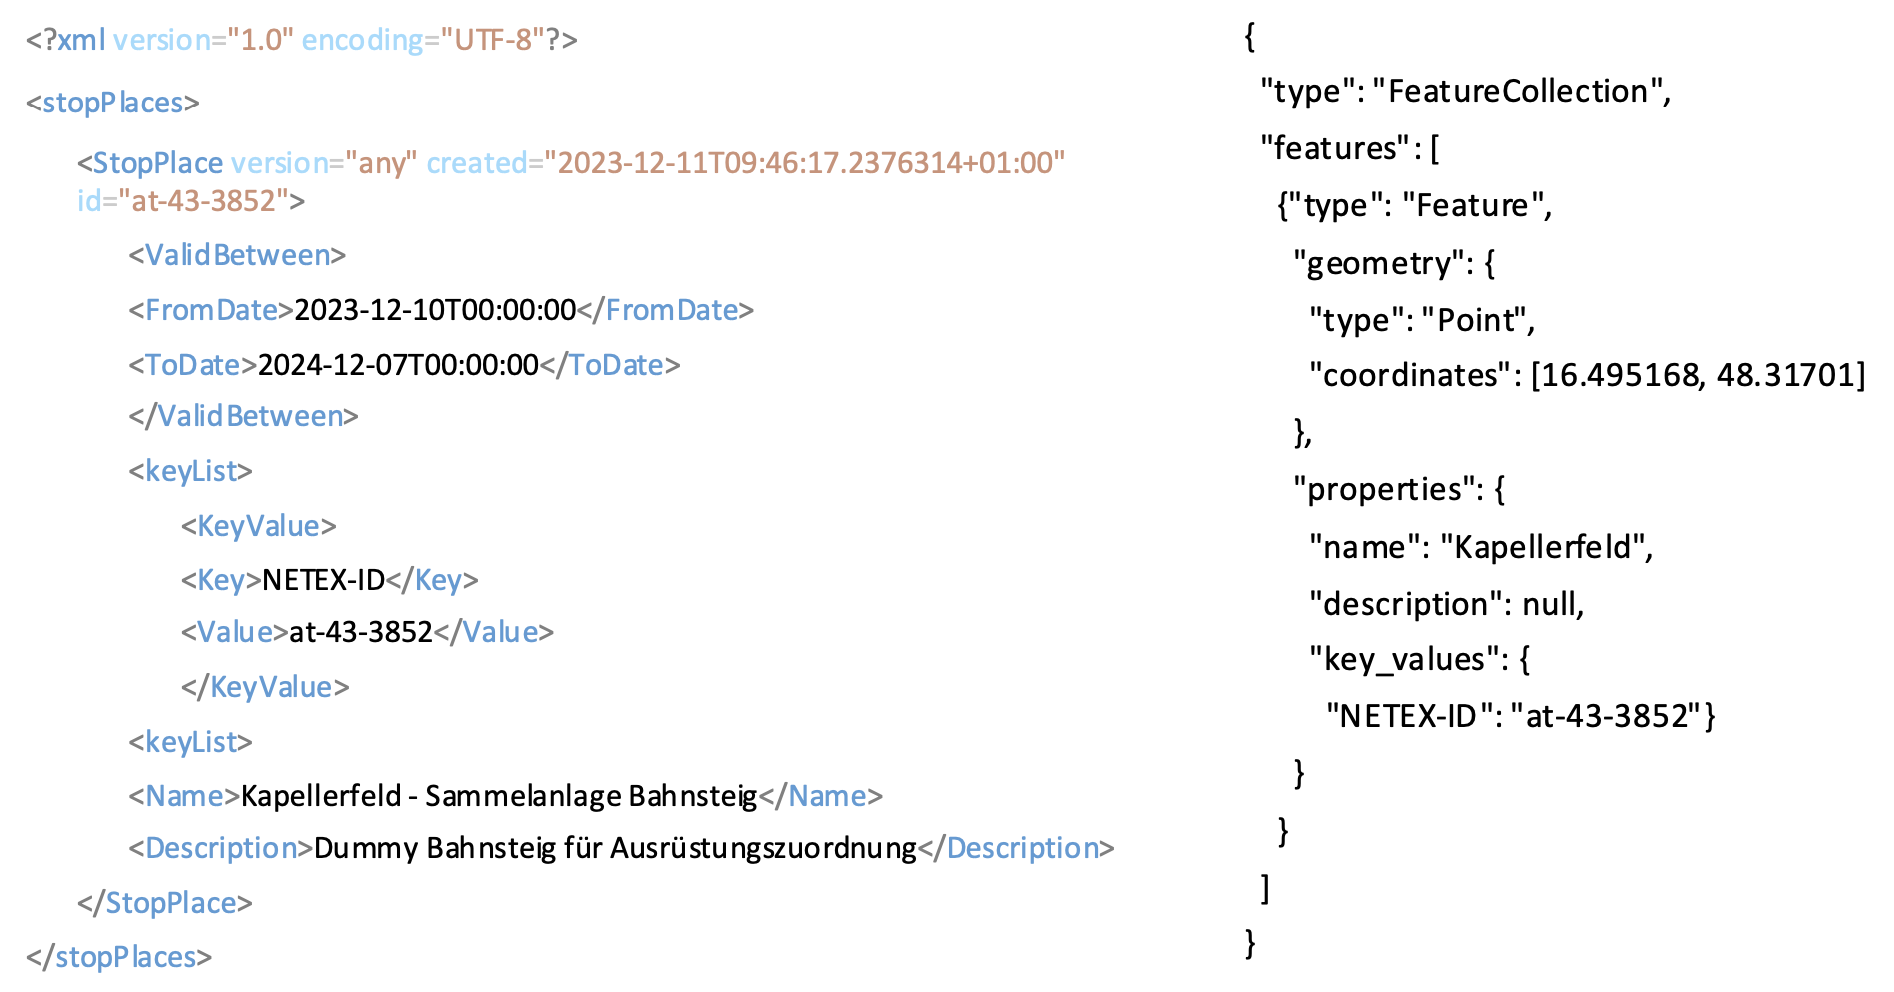 <?xml version="1.0" encoding="UTF-8"?>
<stopPlaces>
<StopPlace version="any" created="2023-12-11T09:46:17.2376314+01:00"
id="at-43-3852">
<ValidBetween>
<FromDate>2023-12-10T00:00:00</FromDate>
<ToDate>2024-12-07T00:00:00</ToDate>
</ValidBetween>
<keyList>
<KeyValue>
<Key>NETEX-ID</Key>
<Value>at-43-3852</Value>
</KeyValue>
<keyList>
<Name>Kapellerfeld - Sammelanlage Bahnsteig</Name>
<Description>Dummy Bahnsteig für Ausrüstungszuordnung</Description>
</StopPlace>
</stopPlaces>
{
"type": "FeatureCollection",
"features": [
{"type": "Feature",
"geometry": {
"type": "Point",
"coordinates": [16.495168, 48.31701]
},
"properties": {
"name": "Kapellerfeld",
"description": null,
"key_values": {
"NETEX-ID": "at-43-3852"}
}
}
]
}